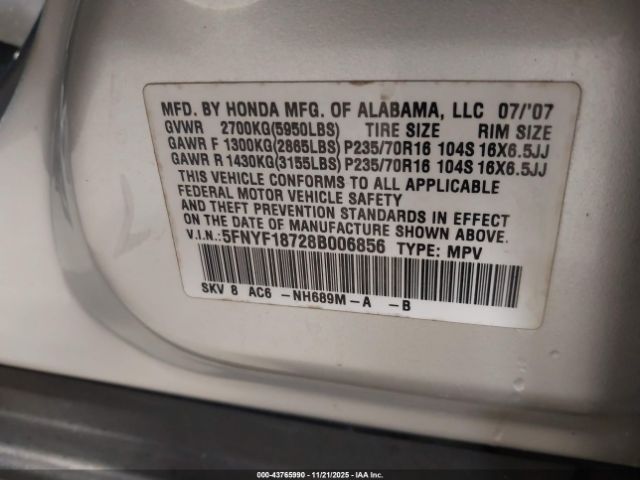 MFD. BY HONDA MFG. OF ALABAMA, LLC 07/'07
GVWR 2700KG(5950LBS) TIRE SIZE RIM SIZE
GAWR F 1300KG(2865LBS) P235/70R16 104S 16X6.5JJ
GAWR R 1430KG(3155LBS) P235/70R16 104S 16X6.5JJ
THIS VEHICLE CONFORMS TO ALL APPLICABLE
FEDERAL MOTOR VEHICLE SAFETY
AND THEFT PREVENTION STANDARDS IN EFFECT
ON THE DATE OF MANUFACTURE SHOWN ABOVE.
V.I.N.:5FNYF18728B006856 TYPE: MPV
SKV 8 AC6 -NH689M-A -B
000-43765990 - 11/21/2025 - IAA Inc.